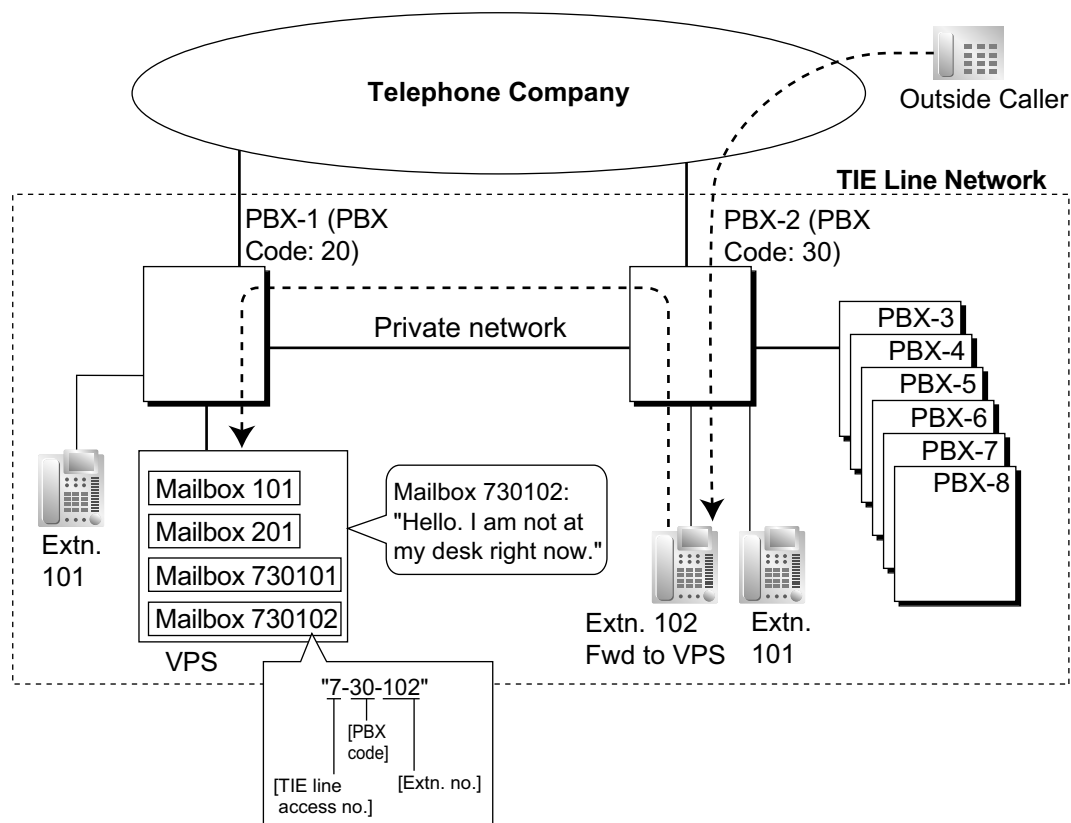 Telephone Company
Outside Caller
TIE Line Network
PBX-1 (PBX
Code: 20)
PBX-2 (PBX
Code: 30)
Private network
PBX-3
PBX-4
PBX-5
PBX-6
PBX-7
PBX-8
Extn.
101
Mailbox 101
Mailbox 201
Mailbox 730101
Mailbox 730102
VPS
Mailbox 730102:
"Hello. I am not at
my desk right now."
Extn. 102
Fwd to VPS
Extn.
101
"7-30-102"
[PBX
code]
[TIE line
access no.]
[Extn. no.]